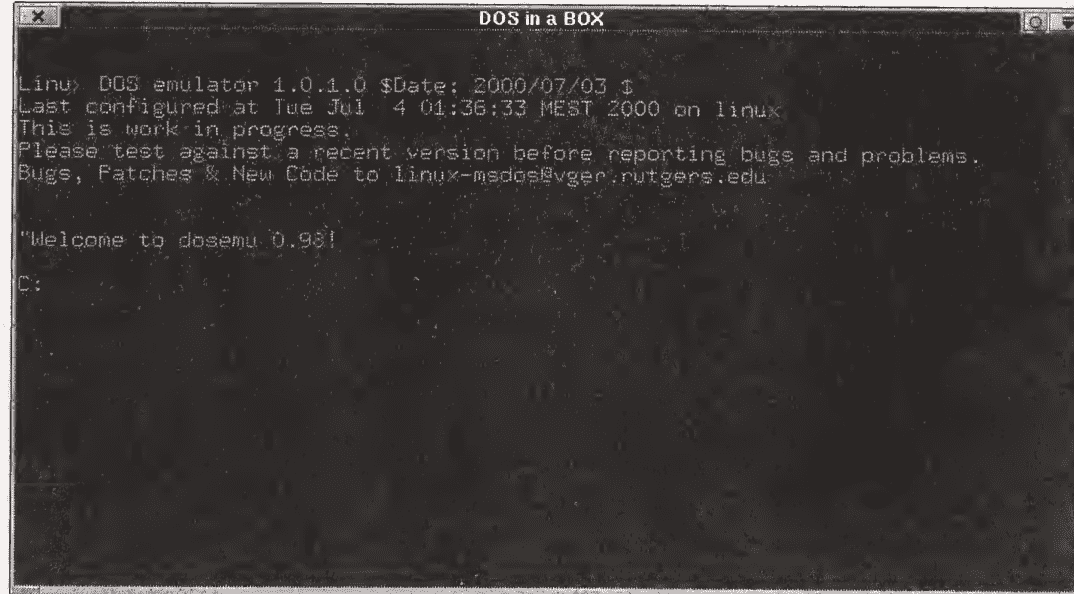 DOS in a BOX
Linux DOS emulator 1.0.1.0 $Date: 2000/07/03 $
Last configured at Tue Jul  4 01:36:33 MEST 2000 on linux
This is work in progress.
Please test against a recent version before reporting bugs and problems.
Bugs, Patches & New Code to linux-msdos@vger.rutgers.edu
"Welcome to dosemu 0.98!
C: